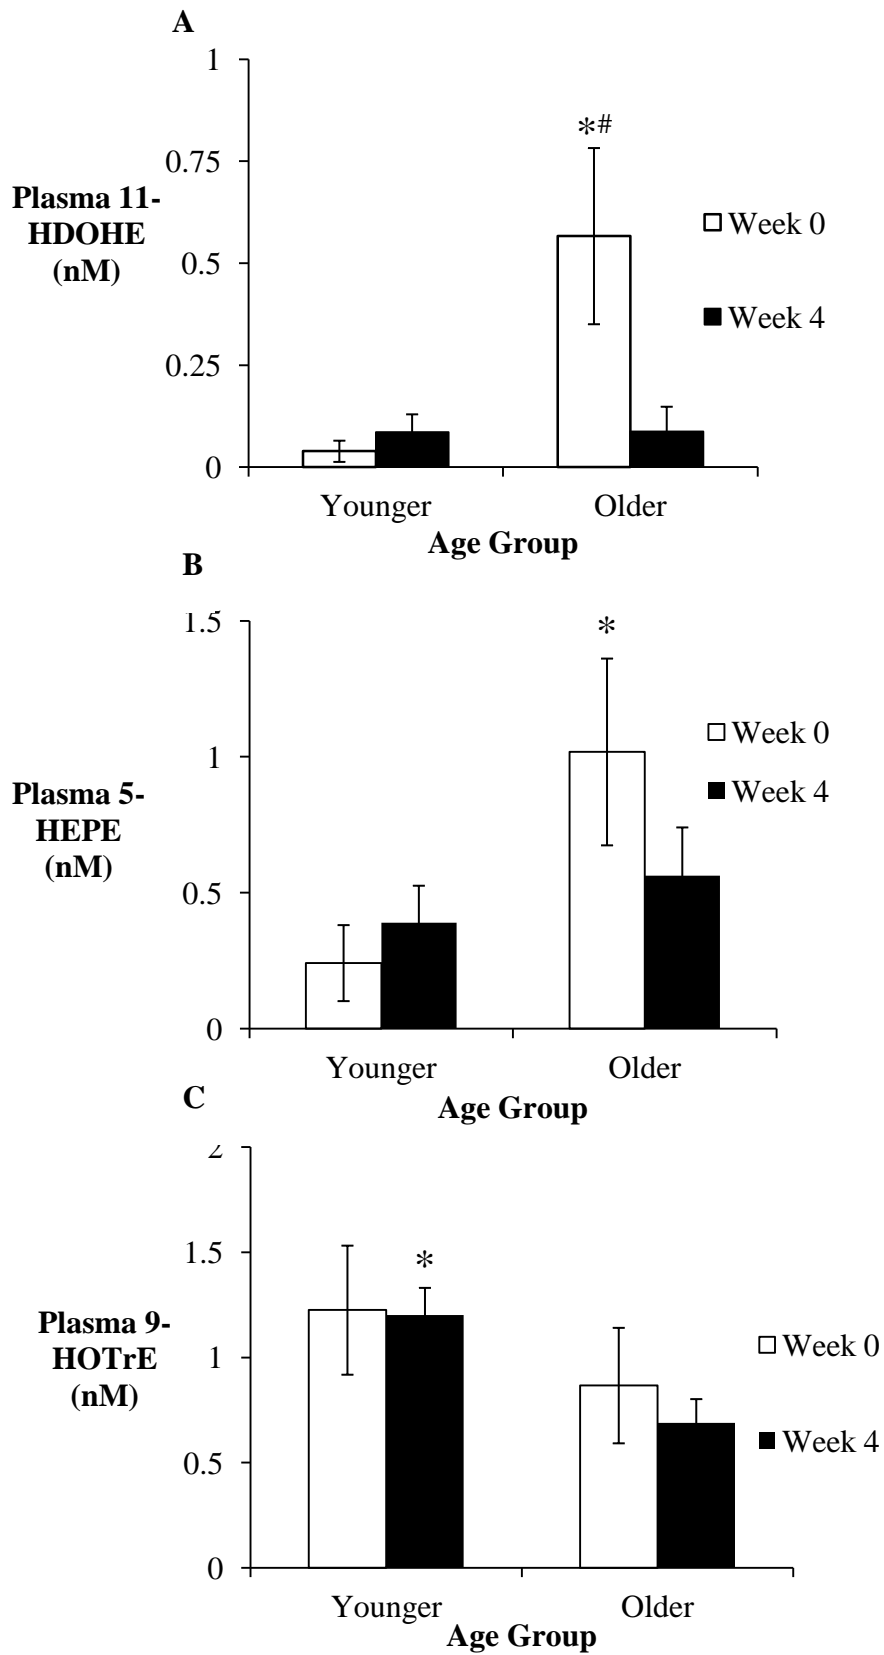 A
1
*#
0.75
Plasma 11-
HDOHE
(nM)
Week 0
0.5
Week 4
0.25
0
Younger Older
Age Group
B
1.5
*
Week 0
1
Plasma 5-
HEPE
(nM)
Week 4
0.5
0
Younger Older
Age Group
C
2
1.5
*
Plasma 9-
HOTrE
(nM)
Week 0
1
Week 4
0.5
0
Younger Older
Age Group